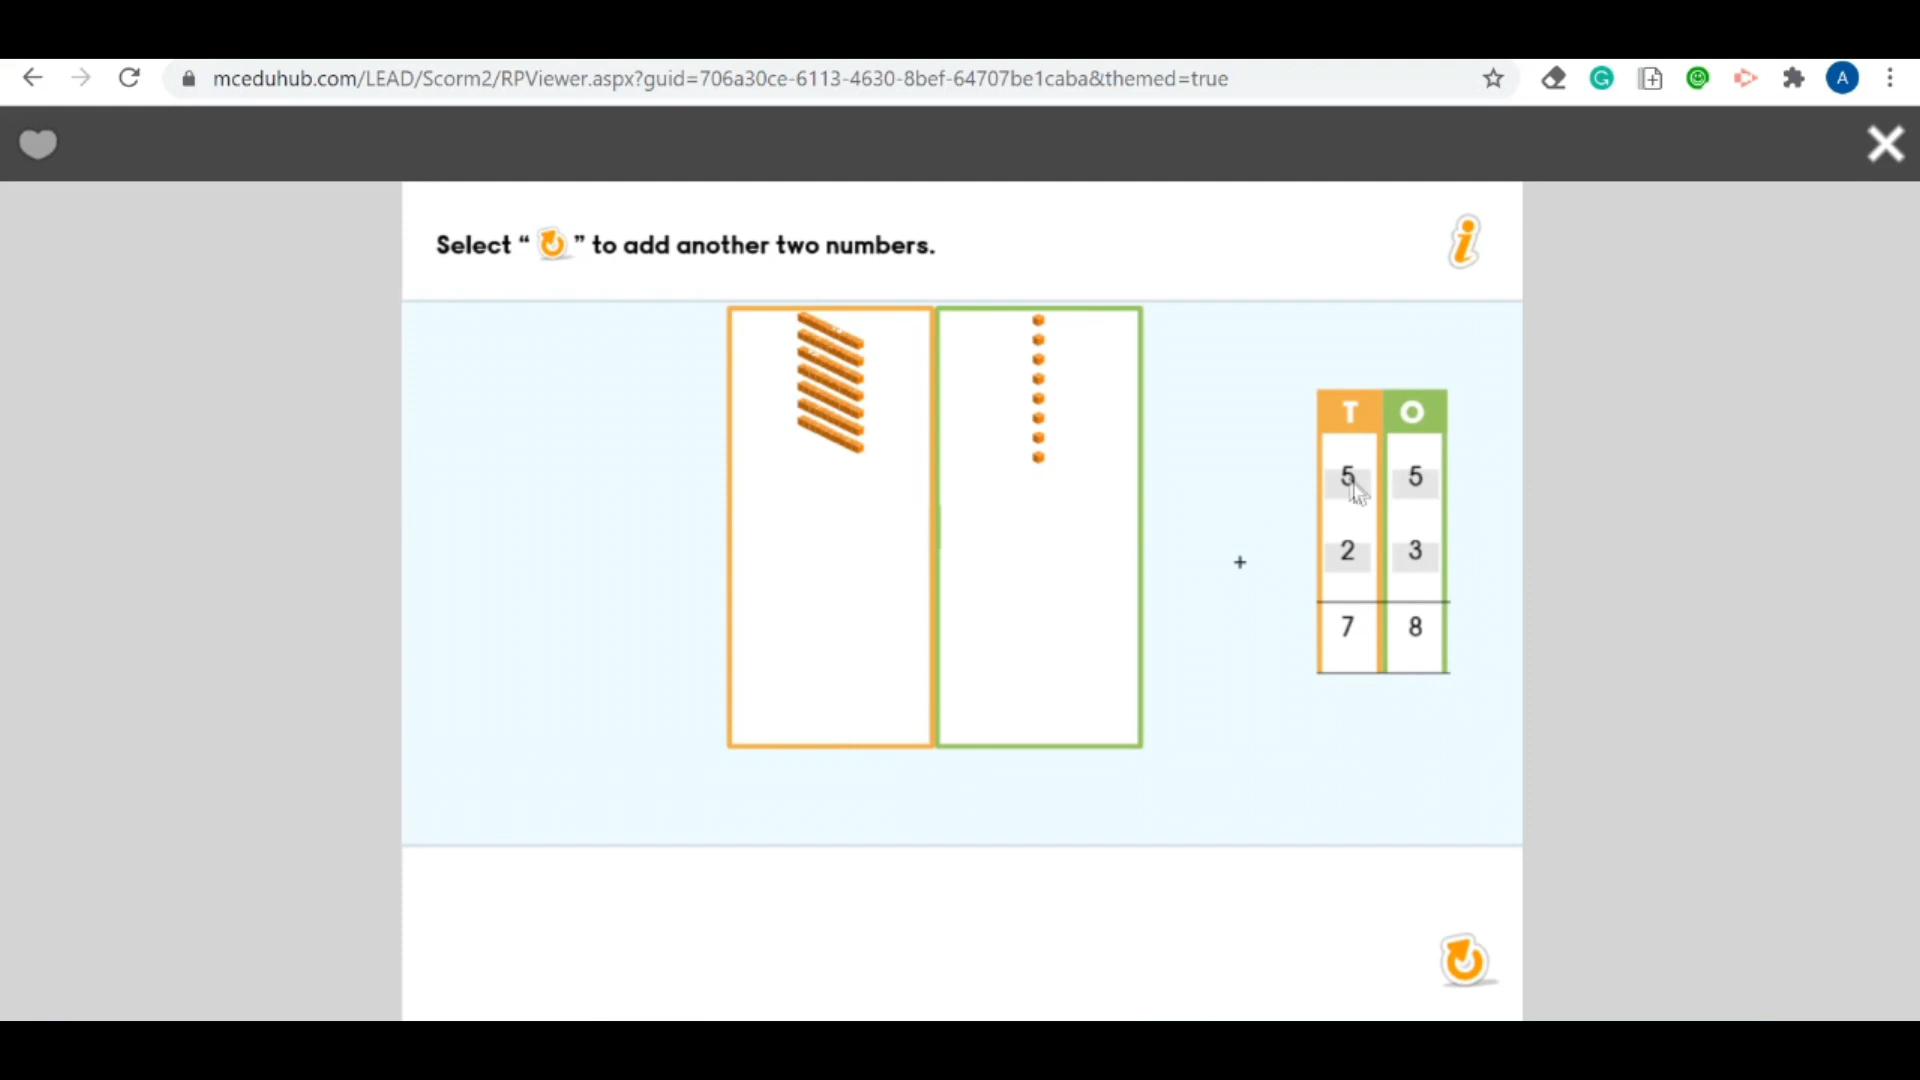 mceduhub.com/LEAD/Scorm2/RPViewer.aspx?guid=706a30ce-6113-4630-8bef-64707be1caba&themed=true
A
Select “ ” to add another two numbers.
i
T O
5 5
+ 2 3
7 8